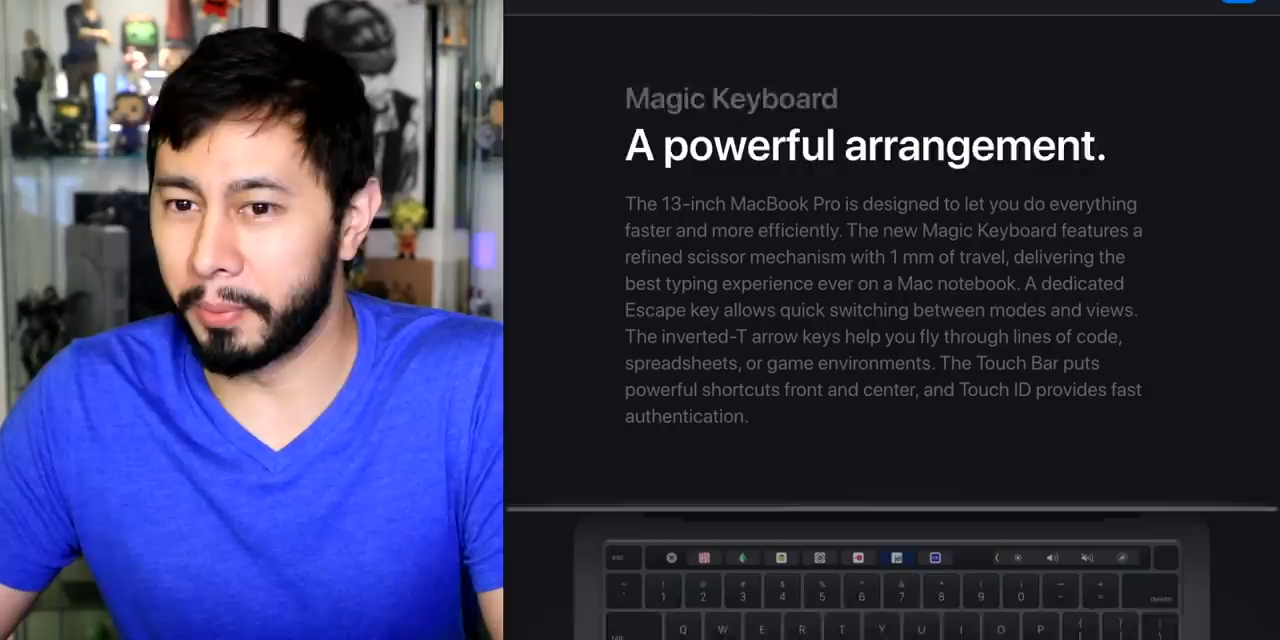 Magic Keyboard
A powerful arrangement.
The 13-inch MacBook Pro is designed to let you do everything
faster and more efficiently. The new Magic Keyboard features a
refined scissor mechanism with 1 mm of travel, delivering the
best typing experience ever on a Mac notebook. A dedicated
Escape key allows quick switching between modes and views.
The inverted-T arrow keys help you fly through lines of code,
spreadsheets, or game environments. The Touch Bar puts
powerful shortcuts front and center, and Touch ID provides fast
authentication.
esc
! @ # $ % ^ & * ( )
1 2 3 4 5 6 7 8 9 0 - =
delete
tab Q W E R T Y U I O P